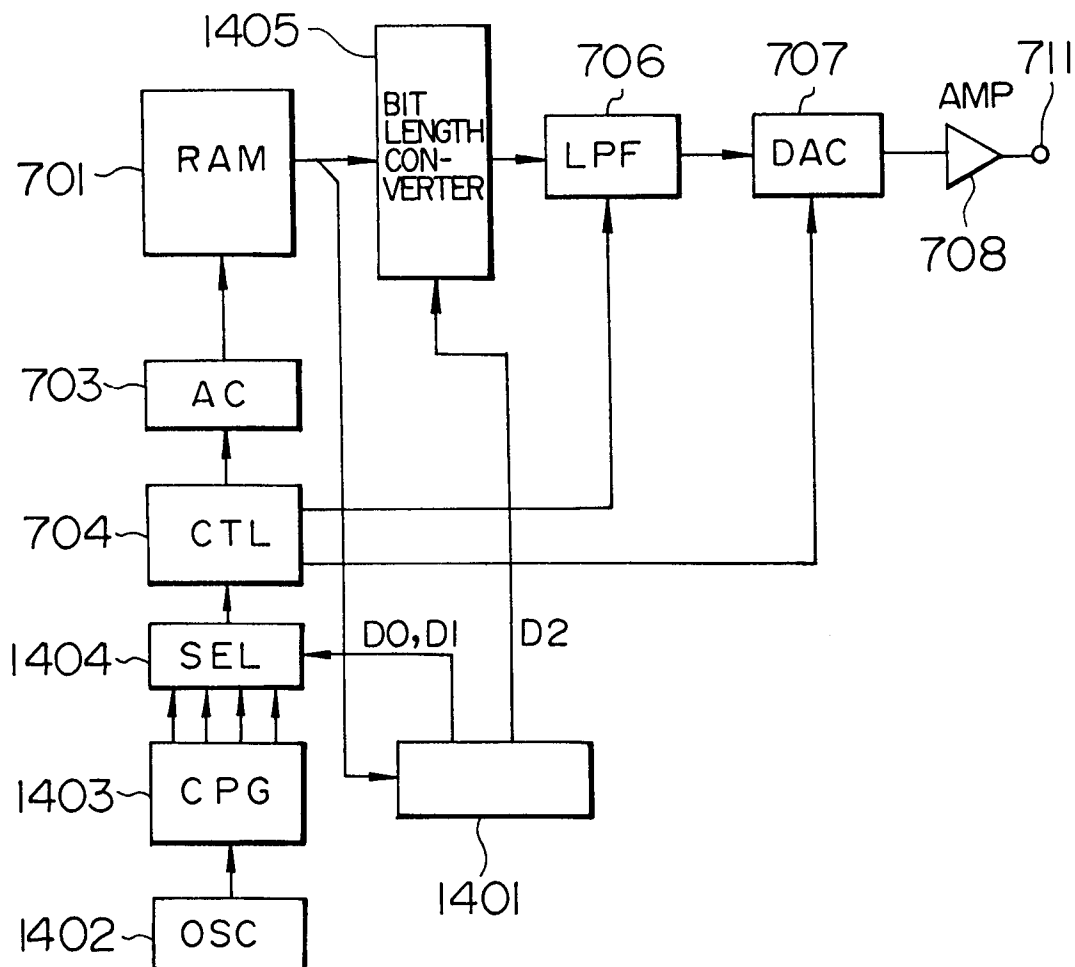 1405
706
707
AMP
711
RAM
BIT
LENGTH
CON-
VERTER
LPF
DAC
701
708
703
AC
704
CTL
D0, D1
D2
1404
SEL
1403
CPG
1401
1402
OSC